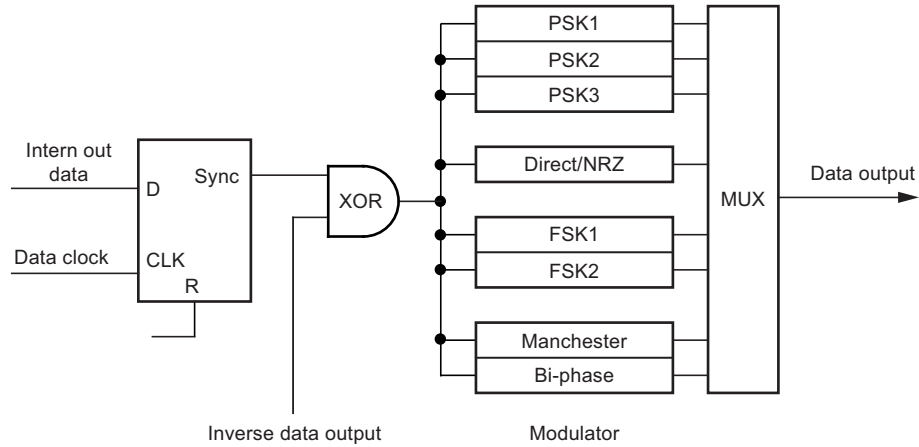 PSK1
PSK2
PSK3
Intern out
data
Sync
D
XOR
Direct/NRZ
MUX
Data output
Data clock
CLK
R
FSK1
FSK2
Manchester
Bi-phase
Inverse data output
Modulator